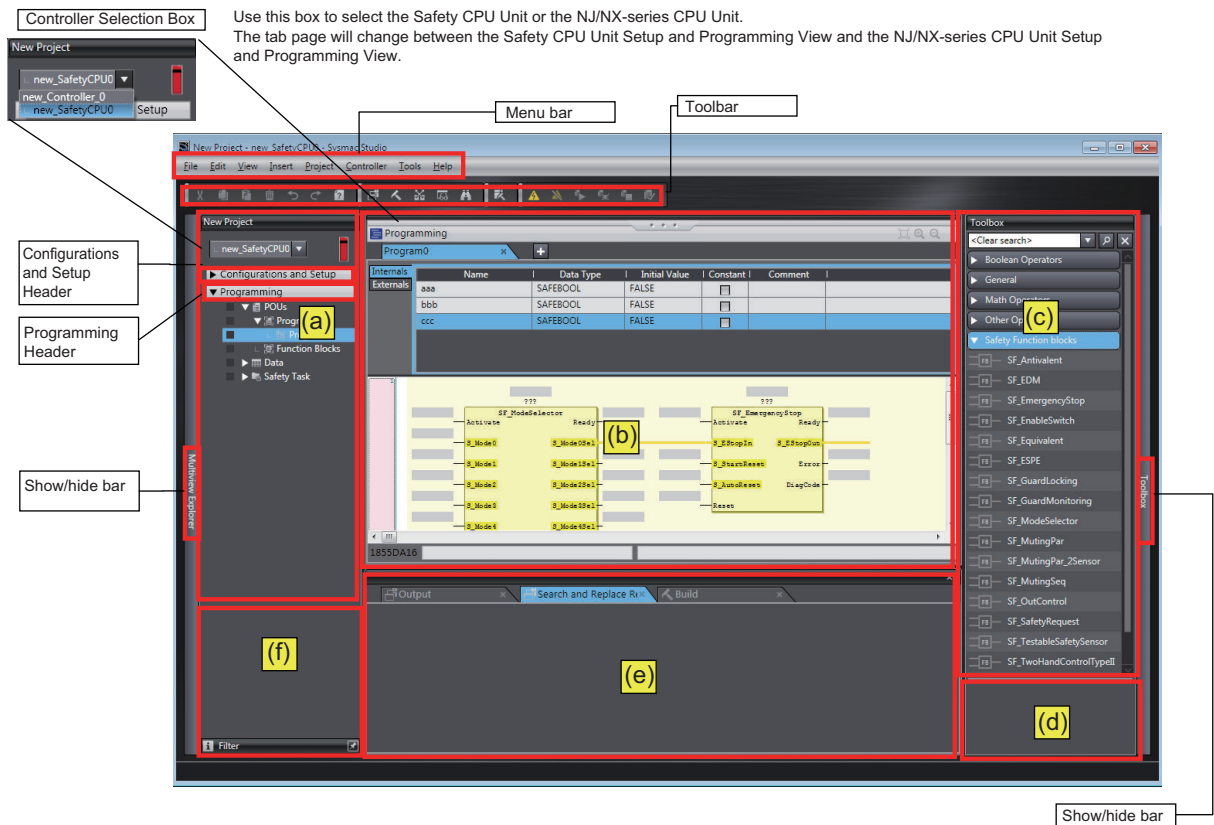 Controller Selection Box
Use this box to select the Safety CPU Unit or the NJ/NX-series CPU Unit.
The tab page will change between the Safety CPU Unit Setup and Programming View and the NJ/NX-series CPU Unit Setup
and Programming View.
New Project
new_SafetyCPU0
new_Controller_0
new_SafetyCPU0
Setup
Menu bar
Toolbar
New Project - new_SafetyCPU0 - Sysmac Studio
File Edit View Insert Project Controller Tools Help
Configurations
and Setup
Header
Programming
Header
Show/hide bar
Multiview Explorer
New Project
new_SafetyCPU0
Configurations and Setup
Programming
POUs
(a)
Function Blocks
Data
Safety Task
(f)
Filter
Programming
Program0
Internals
Externals
Name Data Type Initial Value Constant Comment
aaa SAFEBOOL FALSE
bbb SAFEBOOL FALSE
ccc SAFEBOOL FALSE
???
SF_ModeSelector
Activate Ready
S_Mode0 S_Mode0Sel
S_Mode1 S_Mode1Sel
S_Mode2 S_Mode2Sel
S_Mode3 S_Mode3Sel
S_Mode4 S_Mode4Sel
(b)
???
SF_EmergencyStop
Activate Ready
S_EStopIn S_EStopOut
S_StartReset Error
S_AutoReset DiagCode
Reset
1855DA16
Output
Search and Replace
Build
(e)
Toolbox
<Clear search>
Boolean Operators
General
Math Operators
Other
(c)
Safety Function blocks
SF_Antivalent
SF_EDM
SF_EmergencyStop
SF_EnableSwitch
SF_Equivalent
SF_ESPE
SF_GuardLocking
SF_GuardMonitoring
SF_ModeSelector
SF_MutingPar
SF_MutingPar_2Sensor
SF_MutingSeq
SF_OutControl
SF_SafetyRequest
SF_TestableSafetySensor
SF_TwoHandControlTypeII
(d)
Toolbox
Show/hide bar